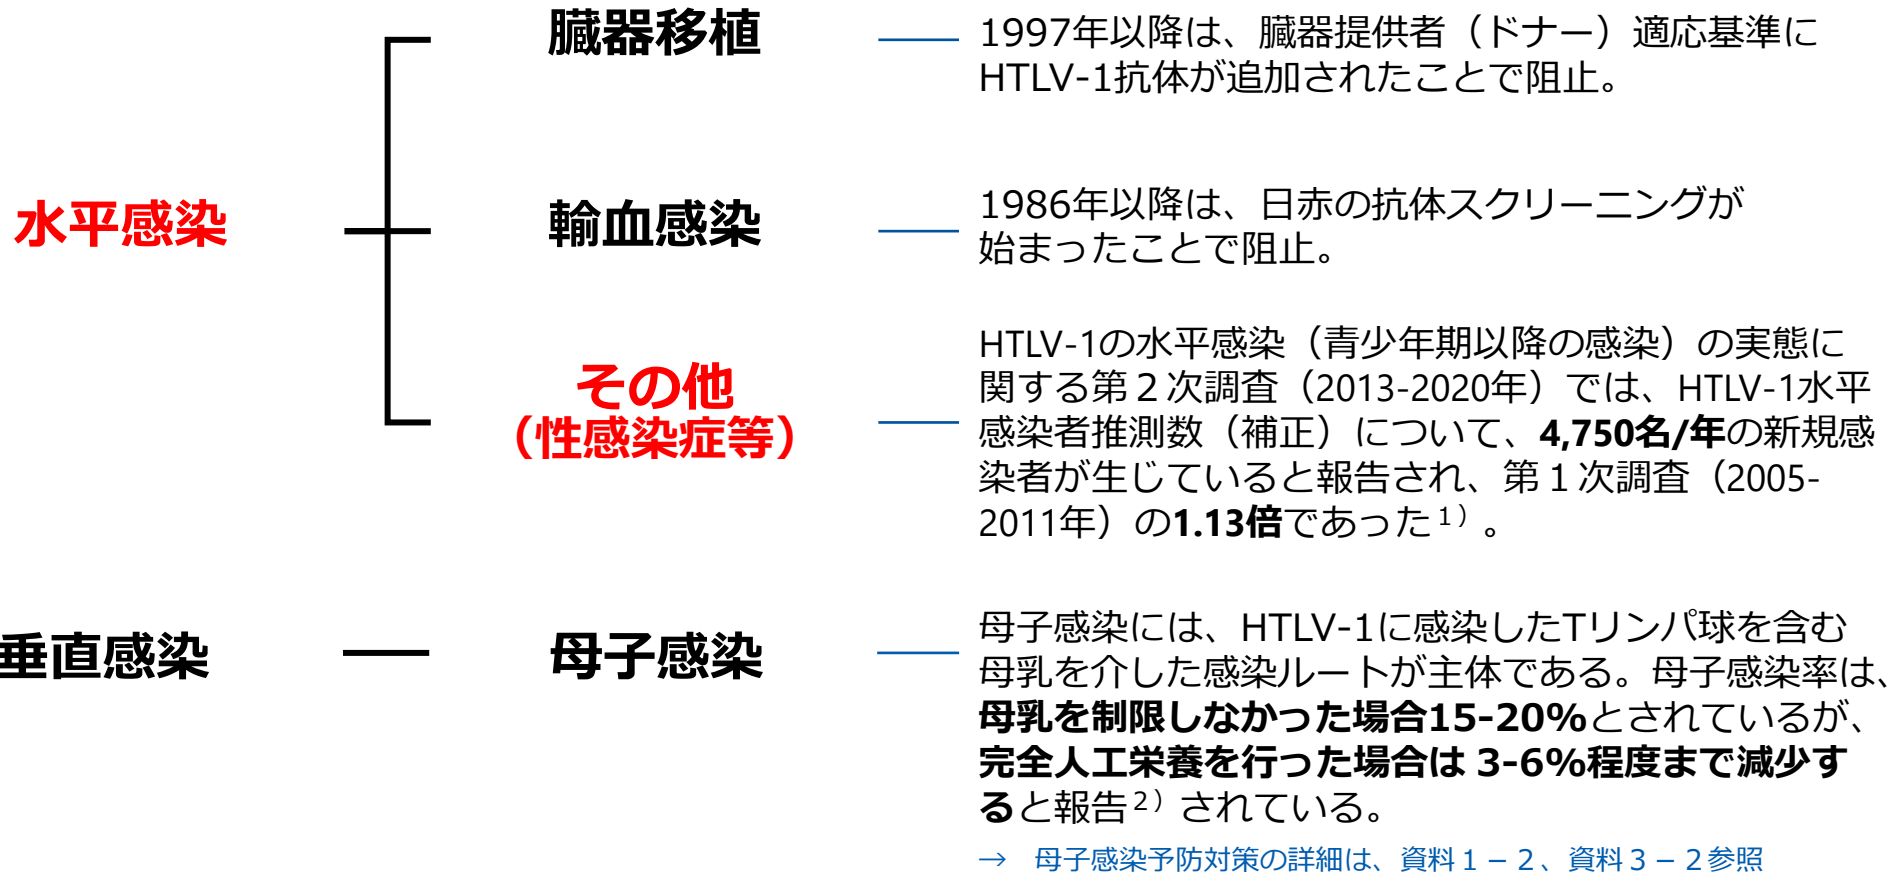 臓器移植
1997年以降は、臓器提供者（ドナー）適応基準に
HTLV-1抗体が追加されたことで阻止。
水平感染
輸血感染
1986年以降は、日赤の抗体スクリーニングが
始まったことで阻止。
その他
（性感染症等）
HTLV-1の水平感染（青少年期以降の感染）の実態に
関する第２次調査（2013-2020年）では、HTLV-1水平
感染者推測数（補正）について、4,750名/年の新規感
染者が生じていると報告され、第１次調査（2005-
2011年）の1.13倍であった1）。
垂直感染
母子感染
母子感染には、HTLV-1に感染したTリンパ球を含む
母乳を介した感染ルートが主体である。母子感染率は、
母乳を制限しなかった場合15-20%とされているが、
完全人工栄養を行った場合は 3-6%程度まで減少す
ると報告2）されている。
→　母子感染予防対策の詳細は、資料１－２、資料３－２参照